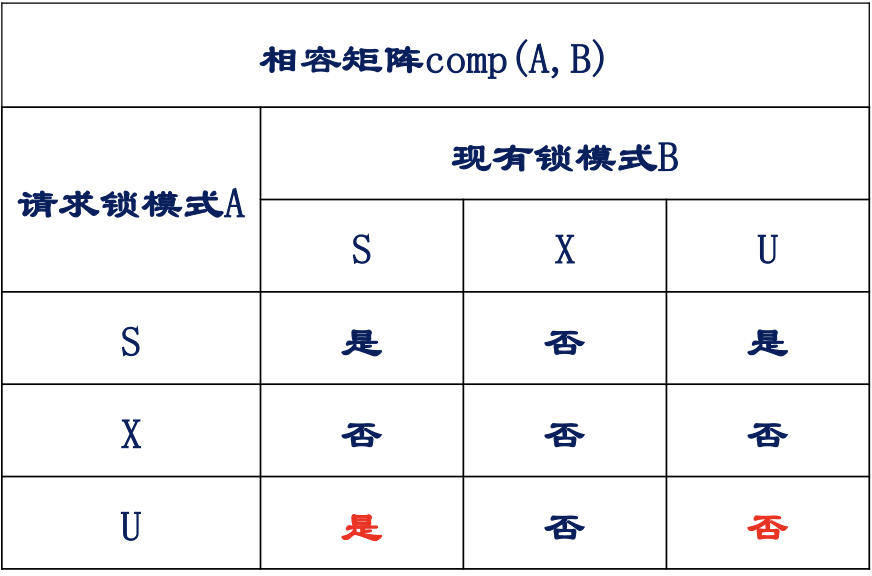 相容矩阵comp(A,B)
请求锁模式A
现有锁模式B
S X U
S 是 否 是
X 否 否 否
U 是 否 否